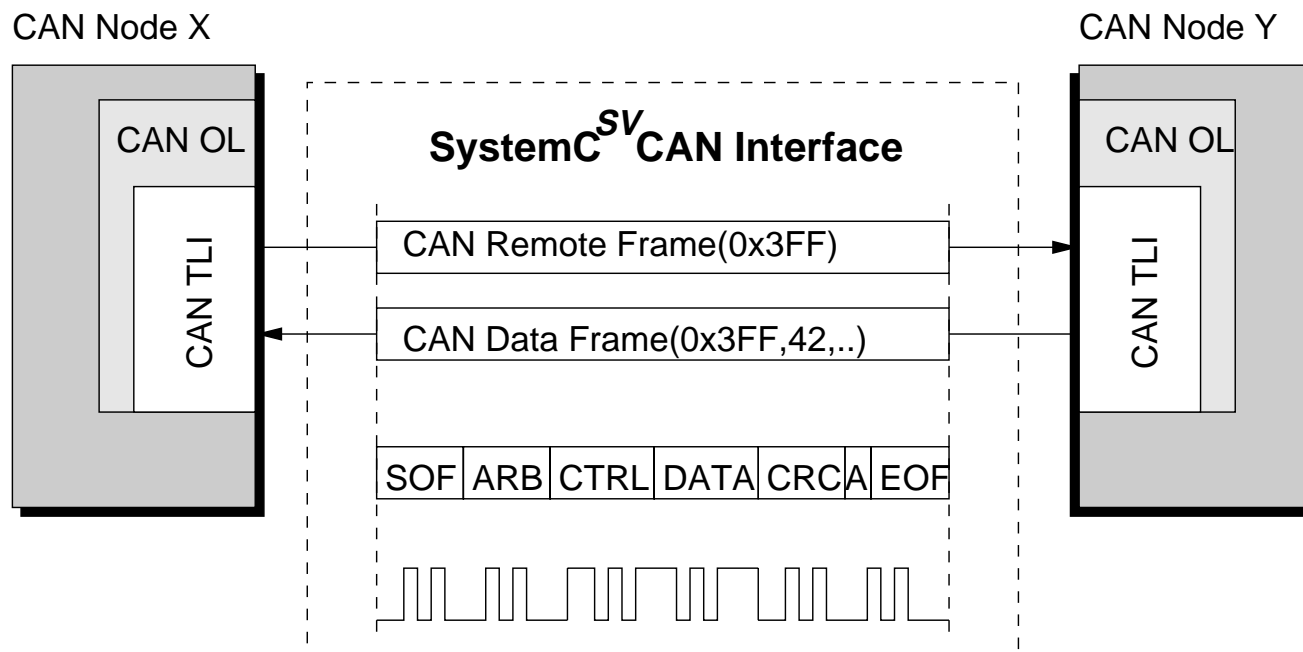 CAN Node X
CAN Node Y
CAN OL
CAN TLI
SystemC^SV CAN Interface
CAN Remote Frame(0x3FF)
CAN Data Frame(0x3FF,42,..)
SOF ARB CTRL DATA CRC A EOF
CAN OL
CAN TLI